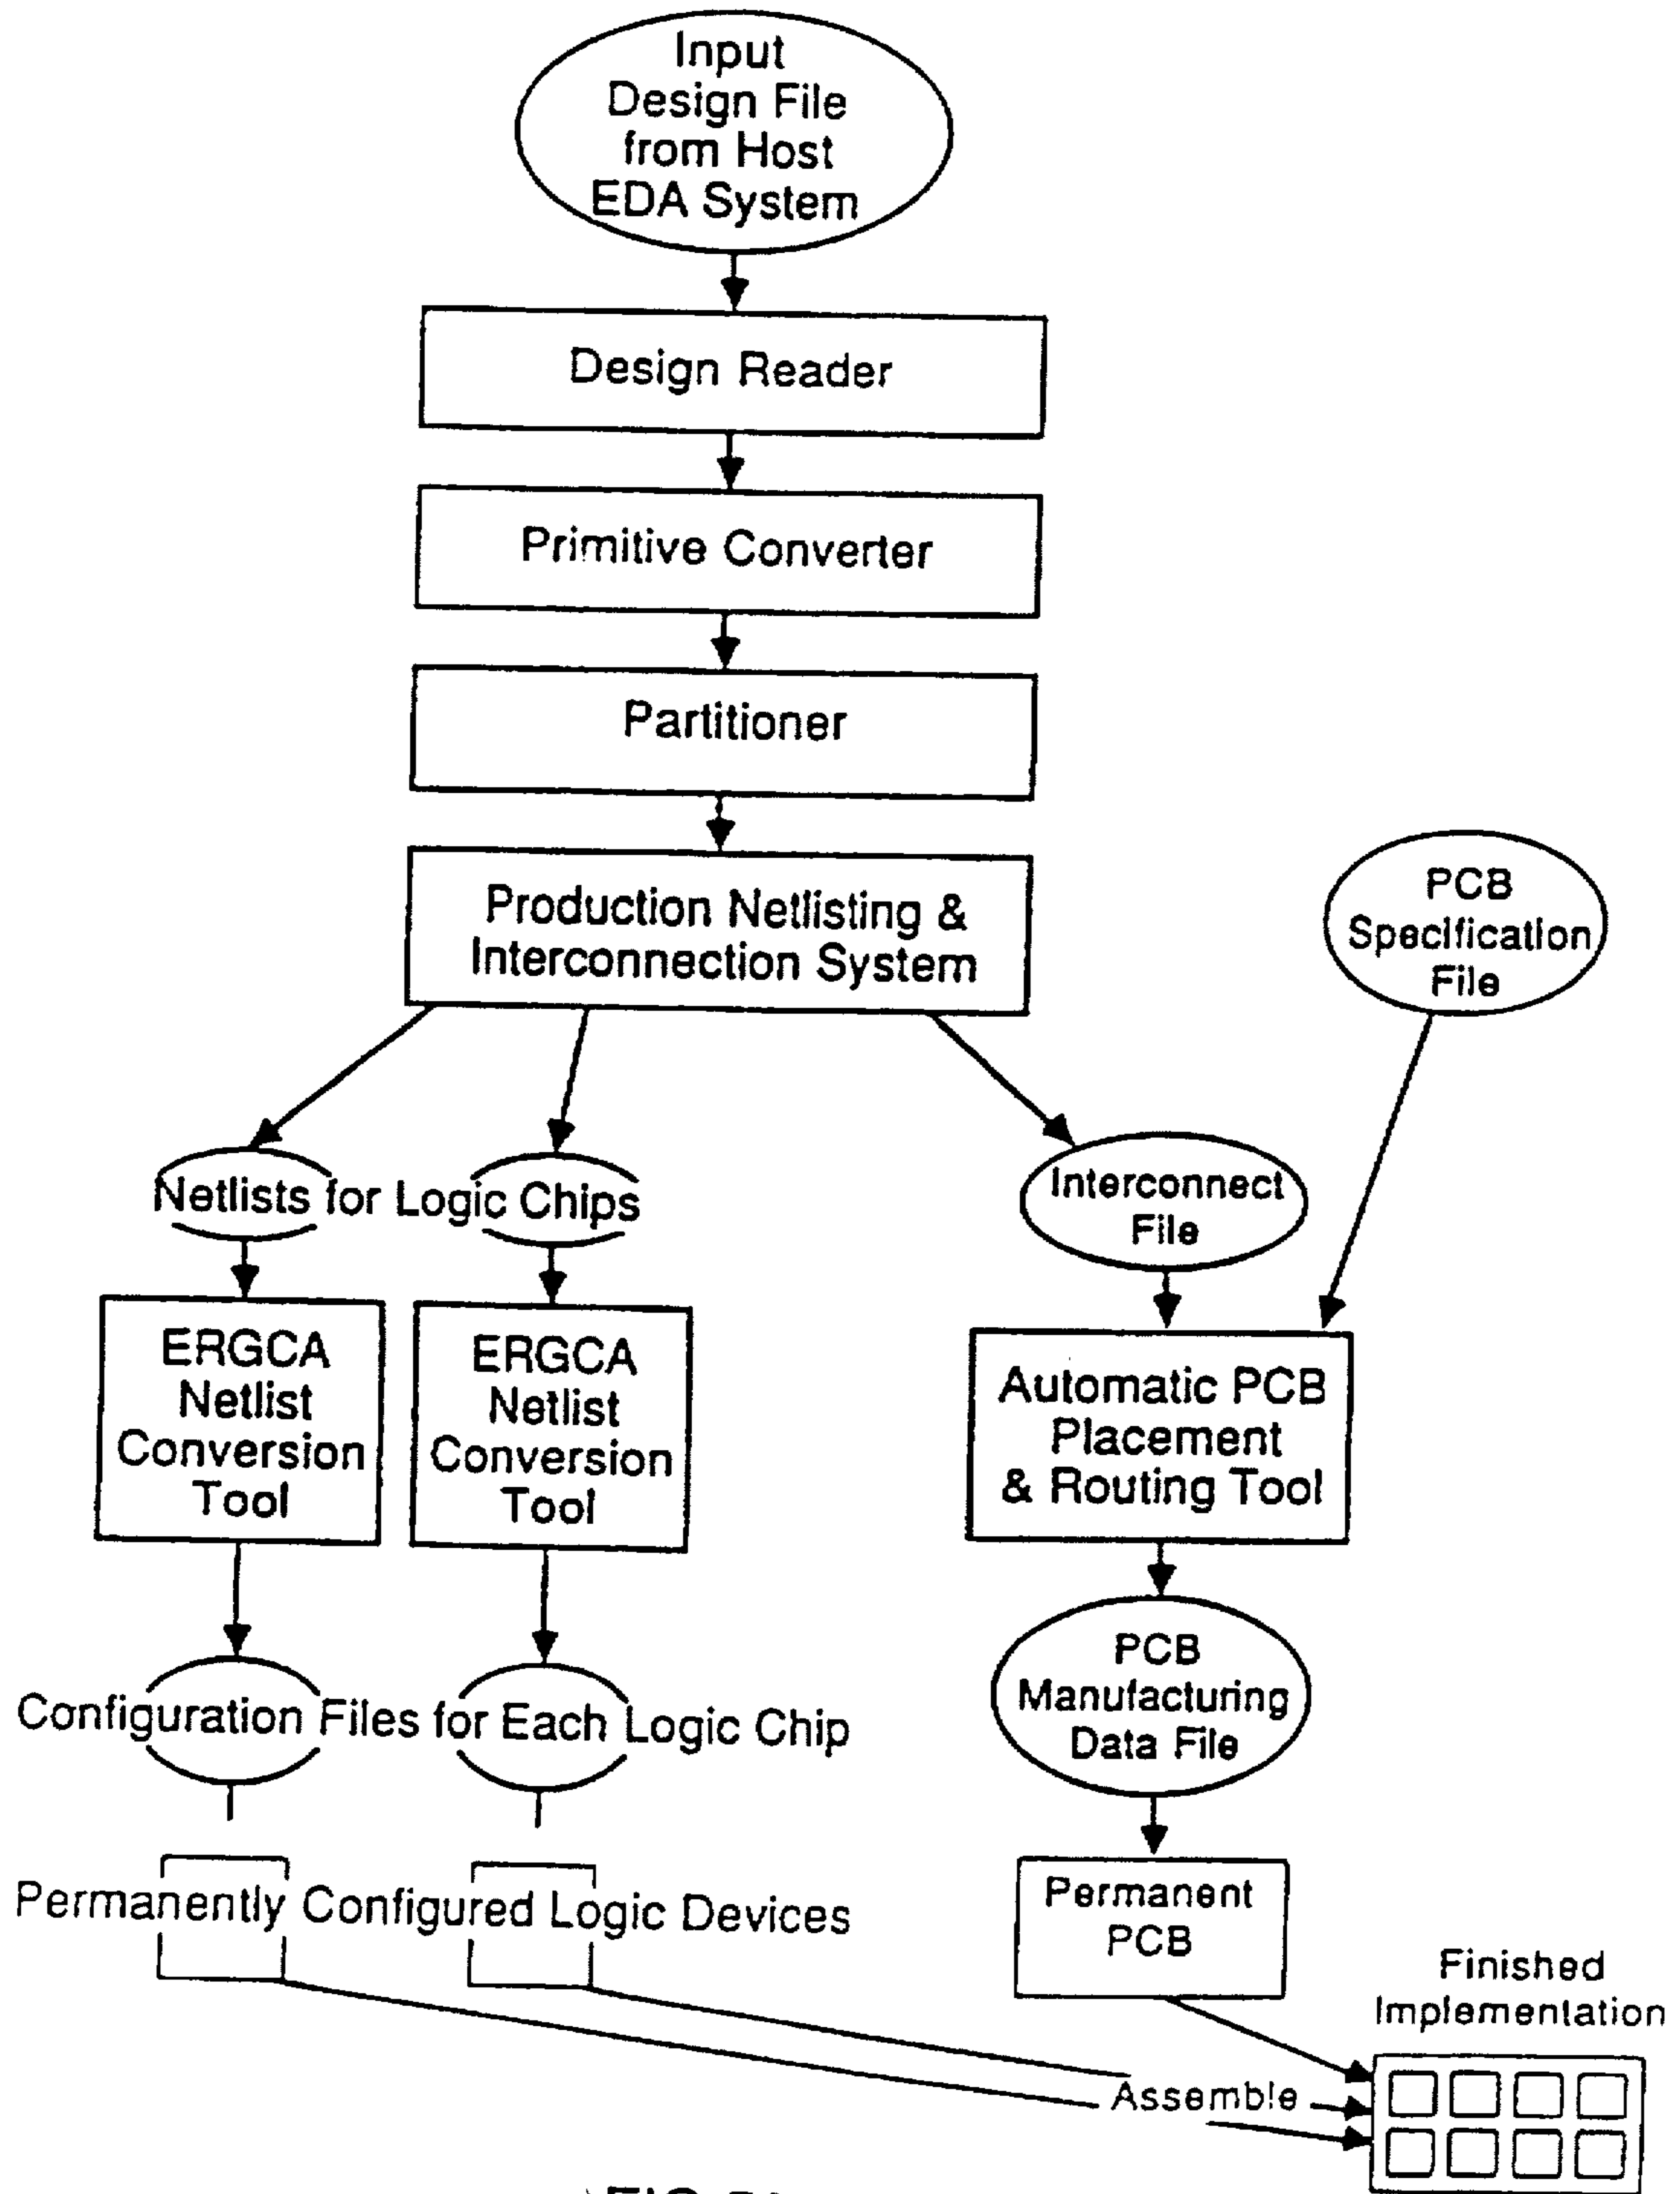 Input
Design File
from Host
EDA System
Design Reader
Primitive Converter
Partitioner
Production Netlisting &
Interconnection System
PCB
Specification
File
Netlists for Logic Chips
Interconnect
File
ERGCA
Netlist
Conversion
Tool
ERGCA
Netlist
Conversion
Tool
Automatic PCB
Placement
& Routing Tool
Configuration Files for Each Logic Chip
PCB
Manufacturing
Data File
Permanently Configured Logic Devices
Permanent
PCB
Finished
Implementation
Assemble